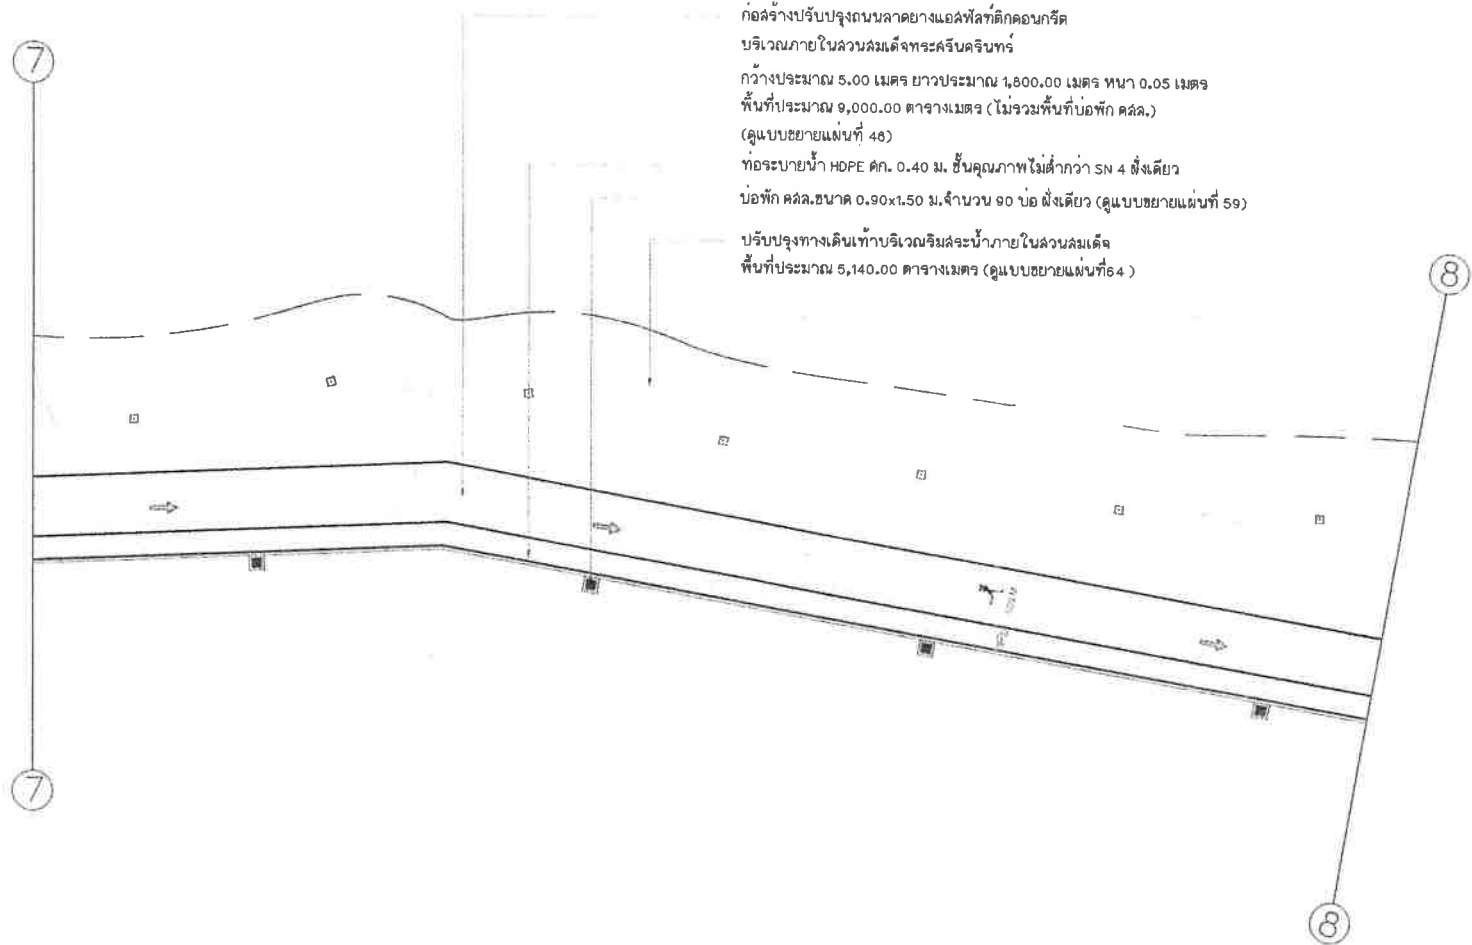 ก่อสร้างปรับปรุงถนนลาดยางแอสฟัลท์ติกคอนกรีต
บริเวณภายในสวนสมเด็จพระศรีนครินทร์
กว้างประมาณ 5.00 เมตร ยาวประมาณ 1,800.00 เมตร หนา 0.05 เมตร
พื้นที่ประมาณ 9,000.00 ตารางเมตร (ไม่รวมพื้นที่บ่อพัก คสล.)
(ดูแบบขยายแผ่นที่ 46)
ท่อระบายน้ำ HDPE ศก. 0.40 ม. ชั้นคุณภาพไม่ต่ำกว่า SN 4 ฝั่งเดียว
บ่อพัก คสล.ขนาด 0.90x1.50 ม.จำนวน 90 บ่อ ฝั่งเดียว (ดูแบบขยายแผ่นที่ 59)
ปรับปรุงทางเดินเท้าบริเวณริมสระน้ำภายในสวนสมเด็จ
พื้นที่ประมาณ 5,140.00 ตารางเมตร (ดูแบบขยายแผ่นที่64 )
7
8
7
8